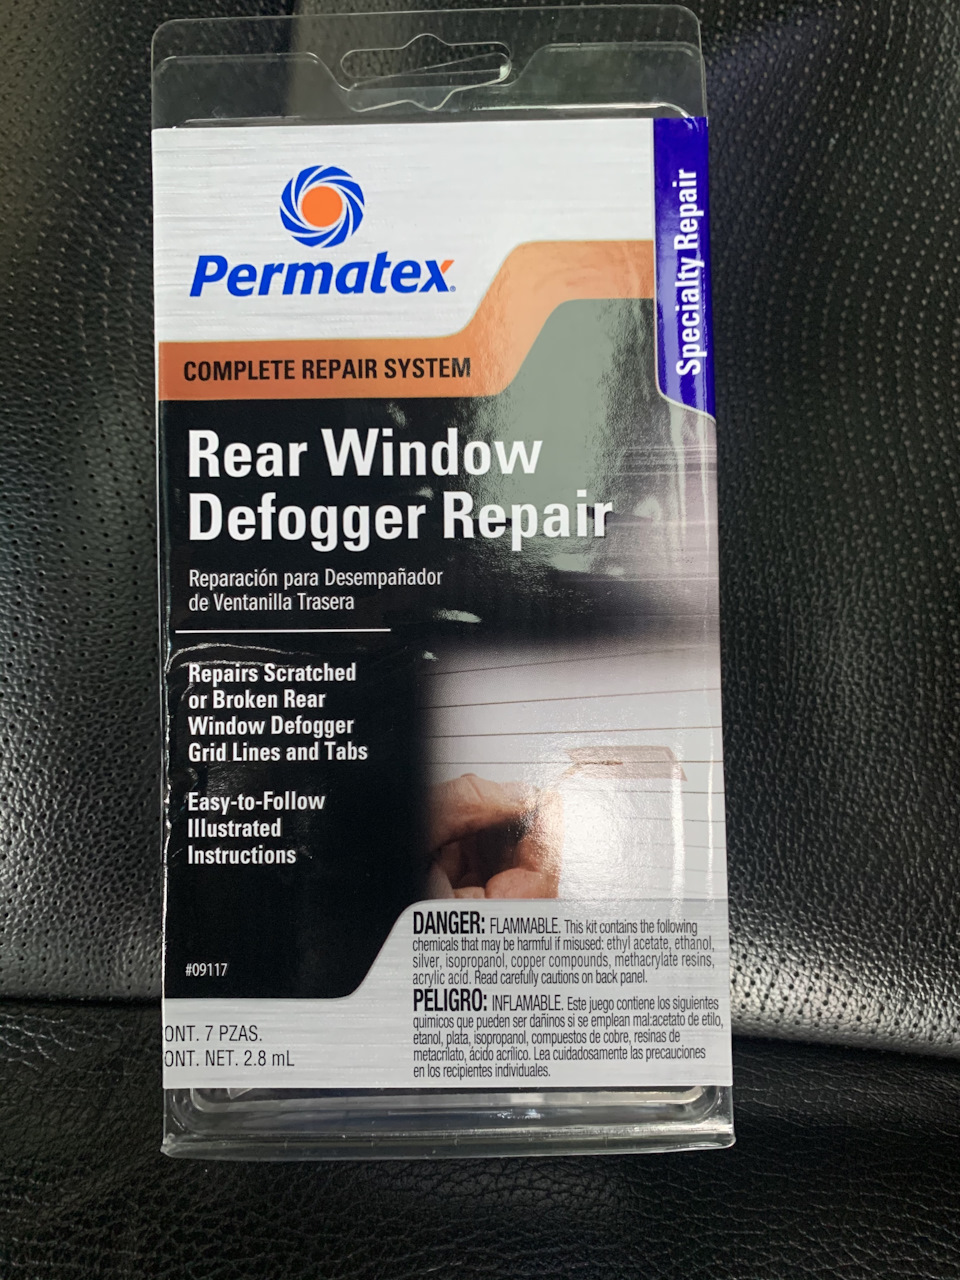 Permatex®
Specialty Repair
COMPLETE REPAIR SYSTEM
Rear Window
Defogger Repair
Reparación para Desempañador
de Ventanilla Trasera
Repairs Scratched
or Broken Rear
Window Defogger
Grid Lines and Tabs
Easy-to-Follow
Illustrated
Instructions
#09117
ONT. 7 PZAS.
ONT. NET. 2.8 mL
DANGER: FLAMMABLE. This kit contains the following
chemicals that may be harmful if misused: ethyl acetate, ethanol,
silver, isopropanol, copper compounds, methacrylate resins,
acrylic acid. Read carefully cautions on back panel.
PELIGRO: INFLAMABLE. Este juego contiene los siguientes
químicos que pueden ser dañinos si se emplean mal:acetato de etilo,
etanol, plata, isopropanol, compuestos de cobre, resinas de
metacrilato, ácido acrílico. Lea cuidadosamente las precauciones
en los recipientes individuales.